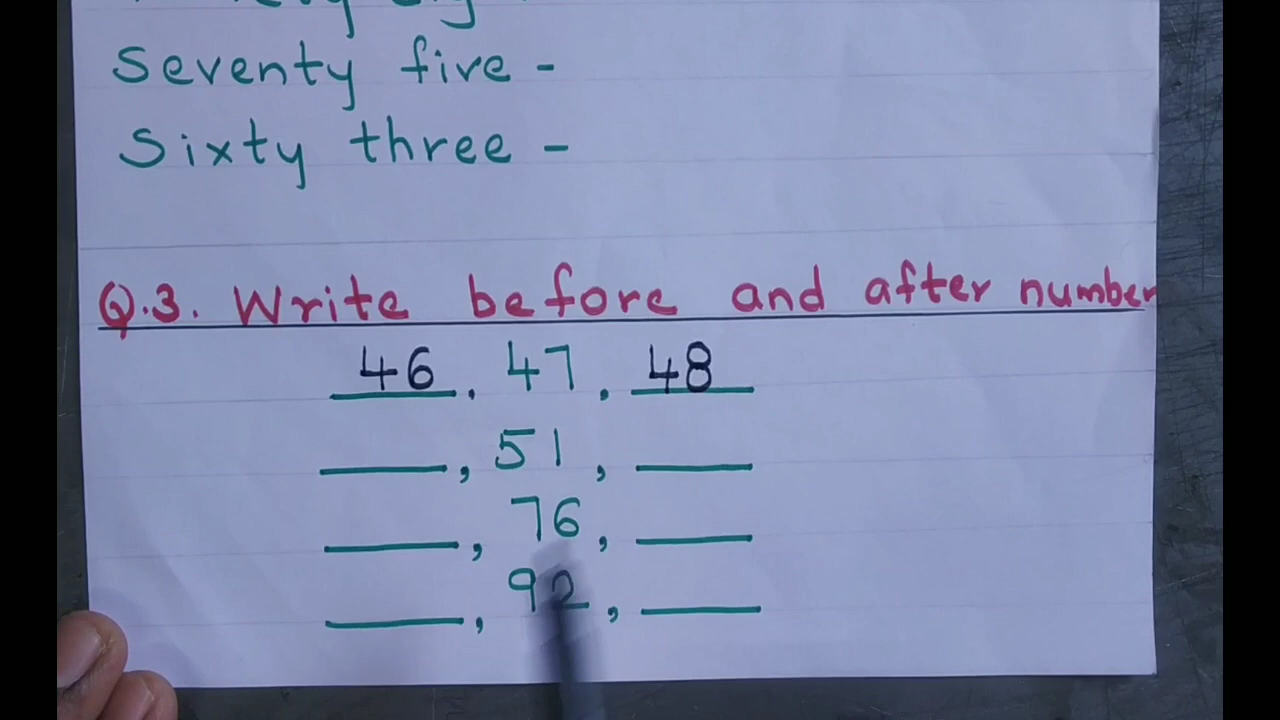 Seventy five -
Sixty three -
Q.3. Write before and after number
46, 47, 48
___, 51, ___
___, 76, ___
___, 92, ___